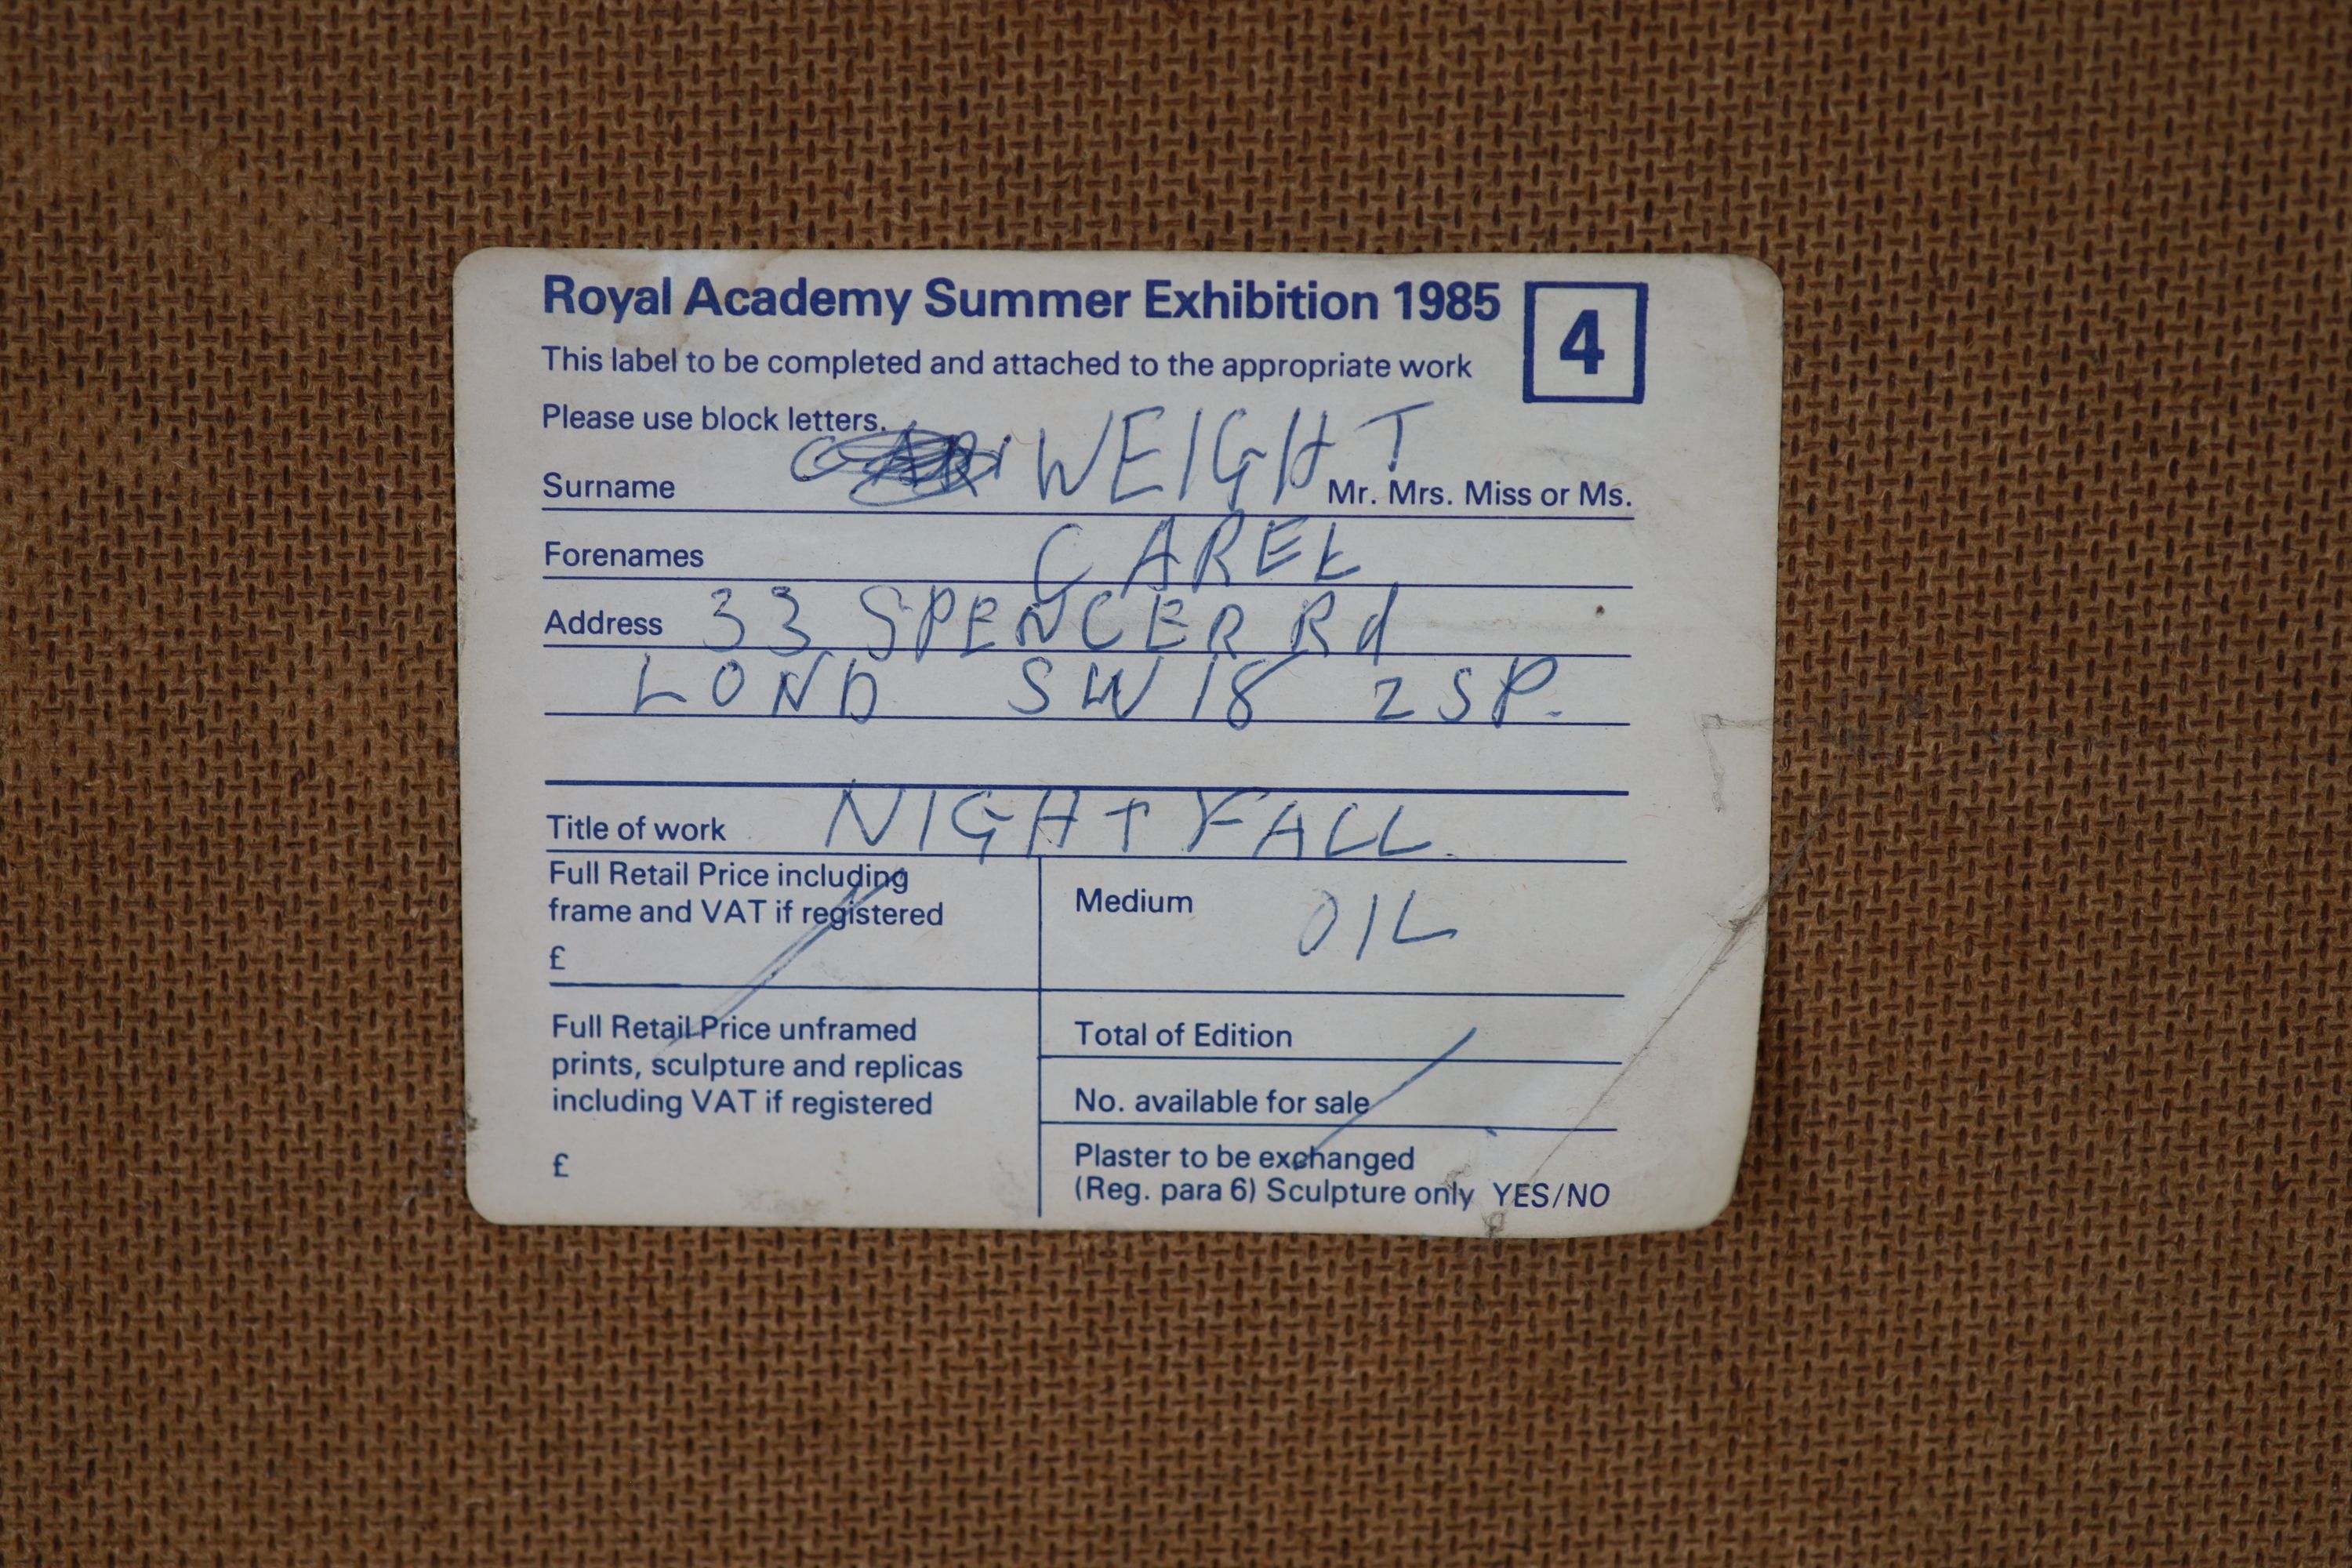 Royal Academy Summer Exhibition 1985 4
This label to be completed and attached to the appropriate work
Please use block letters.
Surname WEIGHT Mr. Mrs. Miss or Ms.
Forenames CAREL
Address 33 SPENCER Rd
LOND SW18 2SP.
Title of work NIGHTFALL.
Full Retail Price including
frame and VAT if registered
£
Medium OIL
Full Retail Price unframed
prints, sculpture and replicas
including VAT if registered
£
Total of Edition
No. available for sale
Plaster to be exchanged
(Reg. para 6) Sculpture only YES/NO